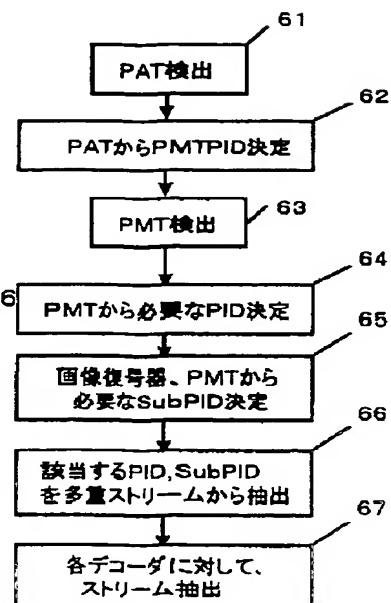 61
PAT検出
62
PATからPMTPID決定
63
PMT検出
64
6
PMTから必要なPID決定
65
画像復号器、PMTから
必要なSubPID決定
66
該当するPID,SubPID
を多重ストリームから抽出
67
各デコーダに対して、
ストリーム抽出